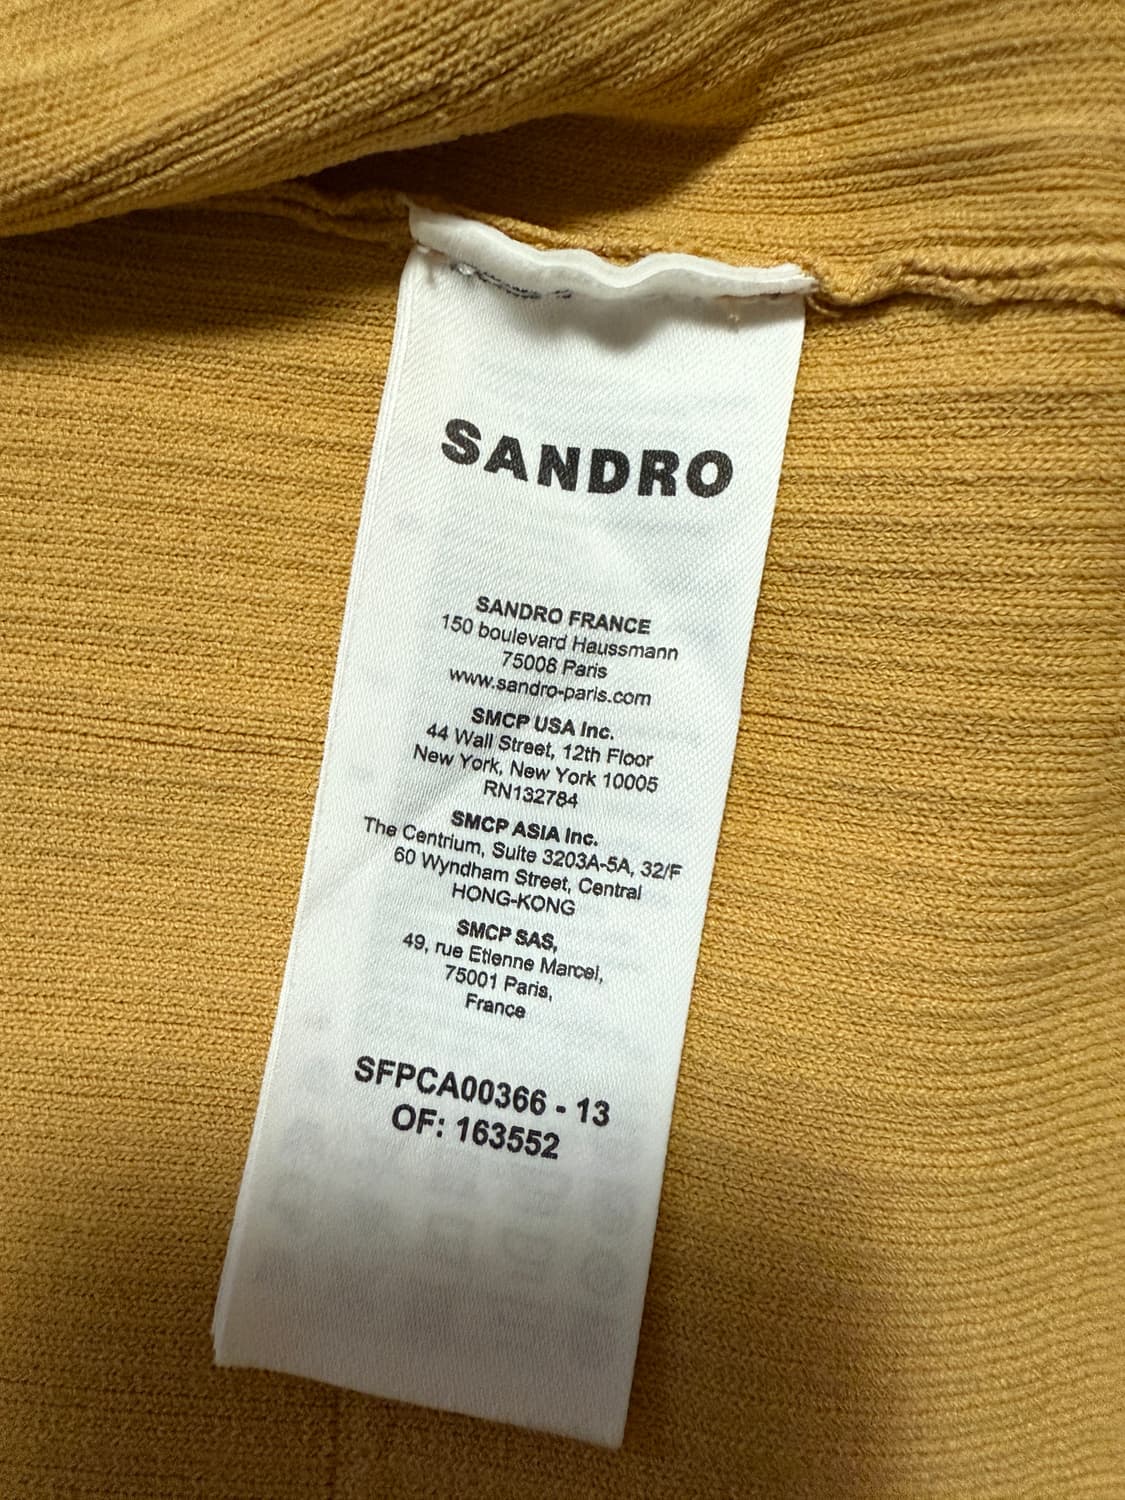 SANDRO
SANDRO FRANCE
150 boulevard Haussmann
75008 Paris
www.sandro-paris.com
SMCP USA Inc.
44 Wall Street, 12th Floor
New York, New York 10005
RN132784
SMCP ASIA Inc.
The Centrium, Suite 3203A-5A, 32/F
60 Wyndham Street, Central
HONG-KONG
SMCP SAS,
49, rue Etienne Marcel,
75001 Paris,
France
SFPCA00366 - 13
OF: 163552